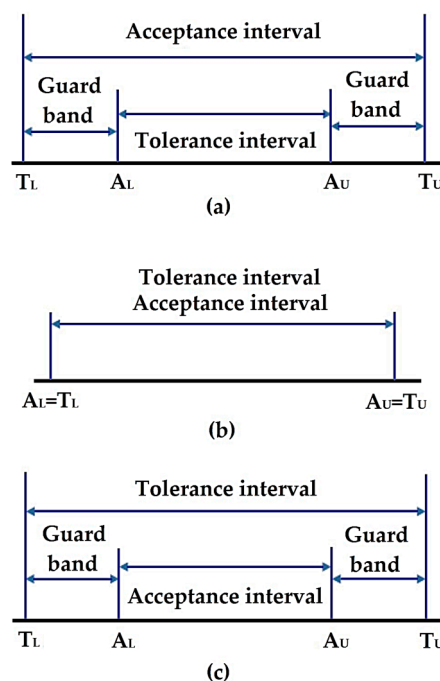 Acceptance interval
Guard band
Guard band
Tolerance interval
TL AL AU TU
(a)
Tolerance interval
Acceptance interval
AL=TL AU=TU
(b)
Tolerance interval
Guard band
Guard band
Acceptance interval
TL AL AU TU
(c)